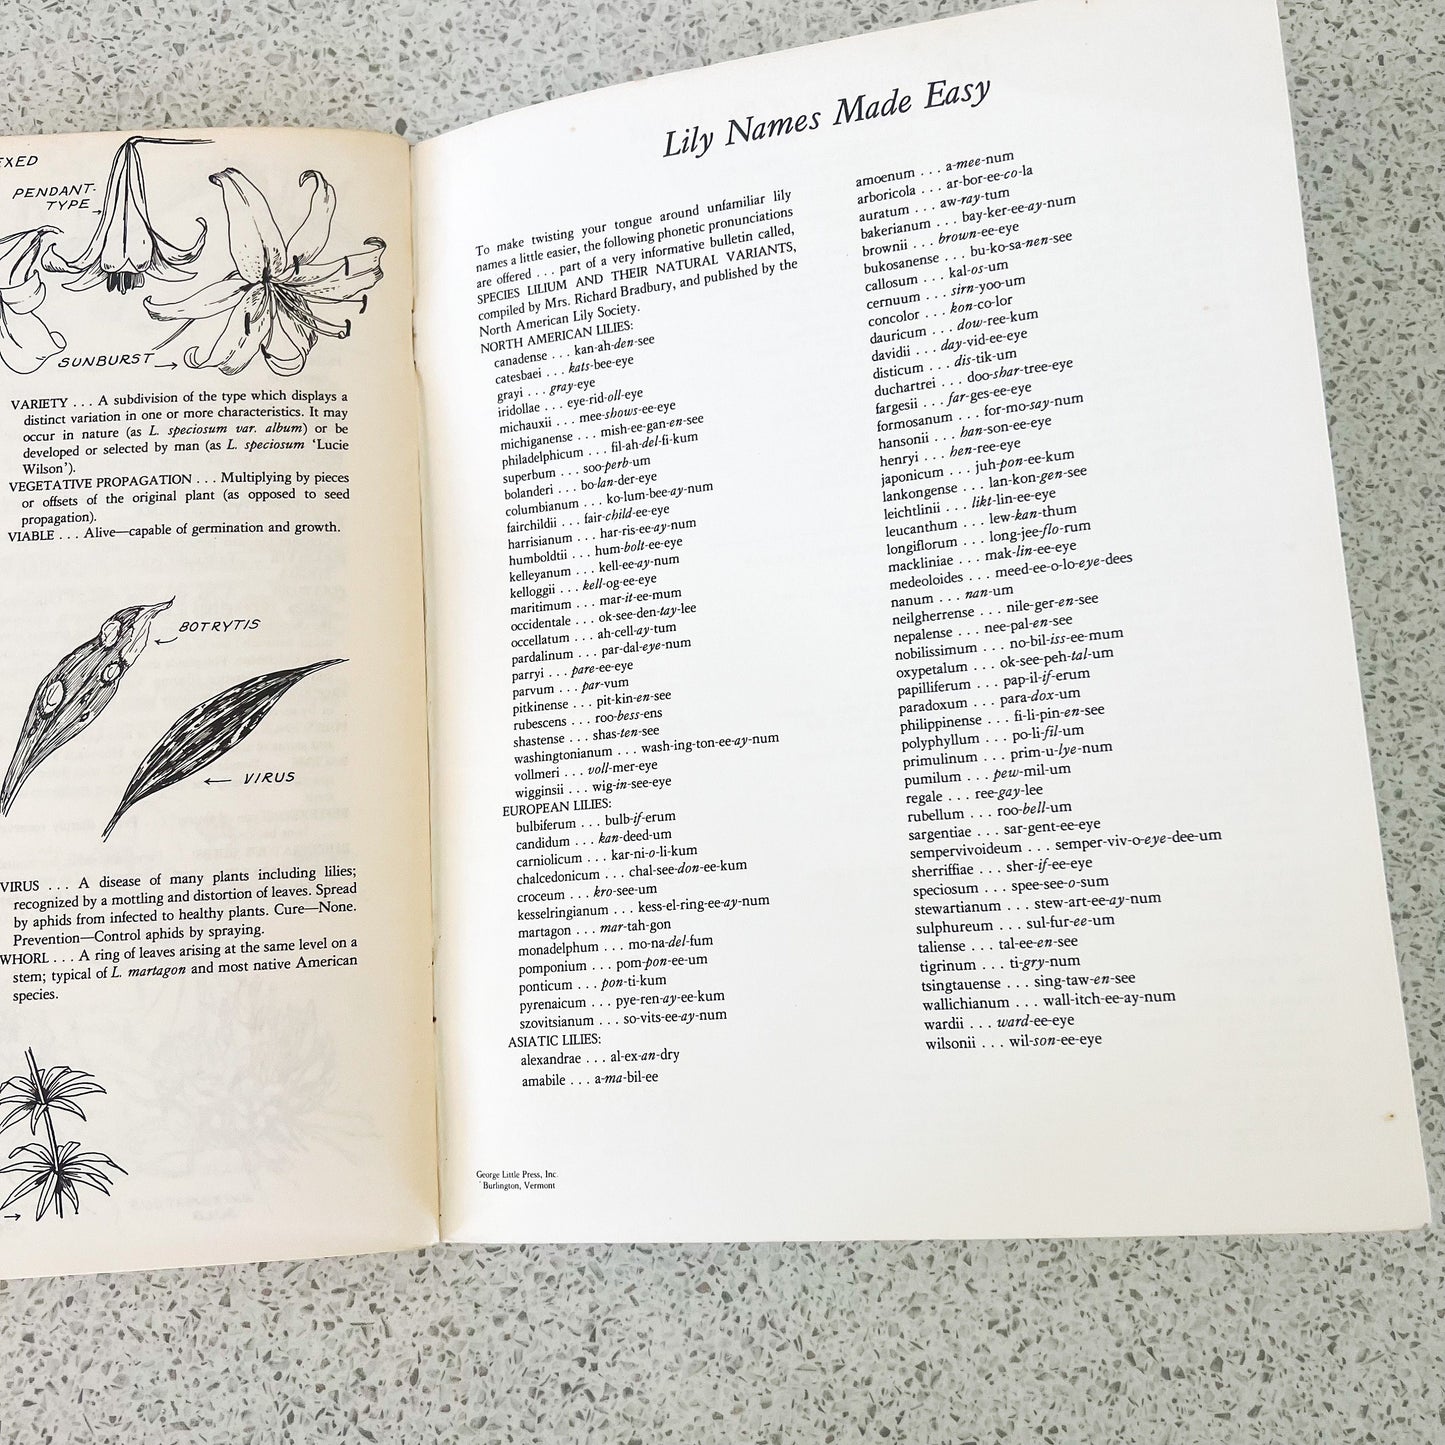 EXED
PENDANT-
TYPE
SUNBURST
VARIETY . . . A subdivision of the type which displays a
distinct variation in one or more characteristics. It may
occur in nature (as L. speciosum var. album) or be
developed or selected by man (as L. speciosum ‘Lucie
Wilson’).
VEGETATIVE PROPAGATION . . . Multiplying by pieces
or offsets of the original plant (as opposed to seed
propagation).
VIABLE . . . Alive—capable of germination and growth.
BOTRYTIS
VIRUS
VIRUS . . . A disease of many plants including lilies;
recognized by a mottling and distortion of leaves. Spread
by aphids from infected to healthy plants. Cure—None.
Prevention—Control aphids by spraying.
WHORL . . . A ring of leaves arising at the same level on a
stem; typical of L. martagon and most native American
species.
Lily Names Made Easy
To make twisting your tongue around unfamiliar lily
names a little easier, the following phonetic pronunciations
are offered . . . part of a very informative bulletin called,
SPECIES LILIUM AND THEIR NATURAL VARIANTS,
compiled by Mrs. Richard Bradbury, and published by the
North American Lily Society.
NORTH AMERICAN LILIES:
canadense . . . kan-ah-den-see
catesbaei . . . kats-bee-eye
grayi . . . gray-eye
iridollae . . . eye-rid-oll-eye
michauxii . . . mee-shows-ee-eye
michiganense . . . mish-ee-gan-en-see
philadelphicum . . . fil-ah-del-fi-kum
superbum . . . soo-perb-um
bolanderi . . . bo-lan-der-eye
columbianum . . . ko-lum-bee-ay-num
fairchildii . . . fair-child-ee-eye
harrisianum . . . har-ris-ee-ay-num
humboldtii . . . hum-bolt-ee-eye
kelleyanum . . . kell-ee-ay-num
kelloggii . . . kell-og-ee-eye
maritimum . . . mar-it-ee-mum
occidentale . . . ok-see-den-tay-lee
occellatum . . . ah-cell-ay-tum
pardalinum . . . par-dal-eye-num
parryi . . . pare-ee-eye
parvum . . . par-vum
pitkinense . . . pit-kin-en-see
rubescens . . . roo-bess-ens
shastense . . . shas-ten-see
washingtonianum . . . wash-ing-ton-ee-ay-num
vollmeri . . . voll-mer-eye
wigginsii . . . wig-in-see-eye
EUROPEAN LILIES:
bulbiferum . . . bulb-if-erum
candidum . . . kan-deed-um
carniolicum . . . kar-ni-o-li-kum
chalcedonicum . . . chal-see-don-ee-kum
croceum . . . kro-see-um
kesselringianum . . . kess-el-ring-ee-ay-num
martagon . . . mar-tah-gon
monadelphum . . . mo-na-del-fum
pomponium . . . pom-pon-ee-um
ponticum . . . pon-ti-kum
pyrenaicum . . . pye-ren-ay-ee-kum
szovitsianum . . . so-vits-ee-ay-num
ASIATIC LILIES:
alexandrae . . . al-ex-an-dry
amabile . . . a-ma-bil-ee
George Little Press, Inc.
Burlington, Vermont
amoenum . . . a-mee-num
arboricola . . . ar-bor-ee-co-la
auratum . . . aw-ray-tum
bakerianum . . . bay-ker-ee-ay-num
brownii . . . brown-ee-eye
bukosanense . . . bu-ko-sa-nen-see
callosum . . . kal-os-um
cernuum . . . sirn-yoo-um
concolor . . . kon-co-lor
dauricum . . . dow-ree-kum
davidii . . . day-vid-ee-eye
disticum . . . dis-tik-um
duchartrei . . . doo-shar-tree-eye
fargesii . . . far-ges-ee-eye
formosanum . . . for-mo-say-num
hansonii . . . han-son-ee-eye
henryi . . . hen-ree-eye
japonicum . . . juh-pon-ee-kum
lankongense . . . lan-kon-gen-see
leichtlinii . . . likt-lin-ee-eye
leucanthum . . . lew-kan-thum
longiflorum . . . long-jee-flo-rum
mackliniae . . . mak-lin-ee-eye
medeoloides . . . meed-ee-o-lo-eye-dees
nanum . . . nan-um
neilgherrense . . . nile-ger-en-see
nepalense . . . nee-pal-en-see
nobilissimum . . . no-bil-iss-ee-mum
oxypetalum . . . ok-see-peh-tal-um
papilliferum . . . pap-il-if-erum
paradoxum . . . para-dox-um
philippinense . . . fi-li-pin-en-see
polyphyllum . . . po-li-fil-um
primulinum . . . prim-u-lye-num
pumilum . . . pew-mil-um
regale . . . ree-gay-lee
rubellum . . . roo-bell-um
sargentiae . . . sar-gent-ee-eye
sempervivoideum . . . semper-viv-o-eye-dee-um
sherriffiae . . . sher-if-ee-eye
speciosum . . . spee-see-o-sum
stewartianum . . . stew-art-ee-ay-num
sulphureum . . . sul-fur-ee-um
taliense . . . tal-ee-en-see
tigrinum . . . ti-gry-num
tsingtauense . . . sing-taw-en-see
wallichianum . . . wall-itch-ee-ay-num
wardii . . . ward-ee-eye
wilsonii . . . wil-son-ee-eye